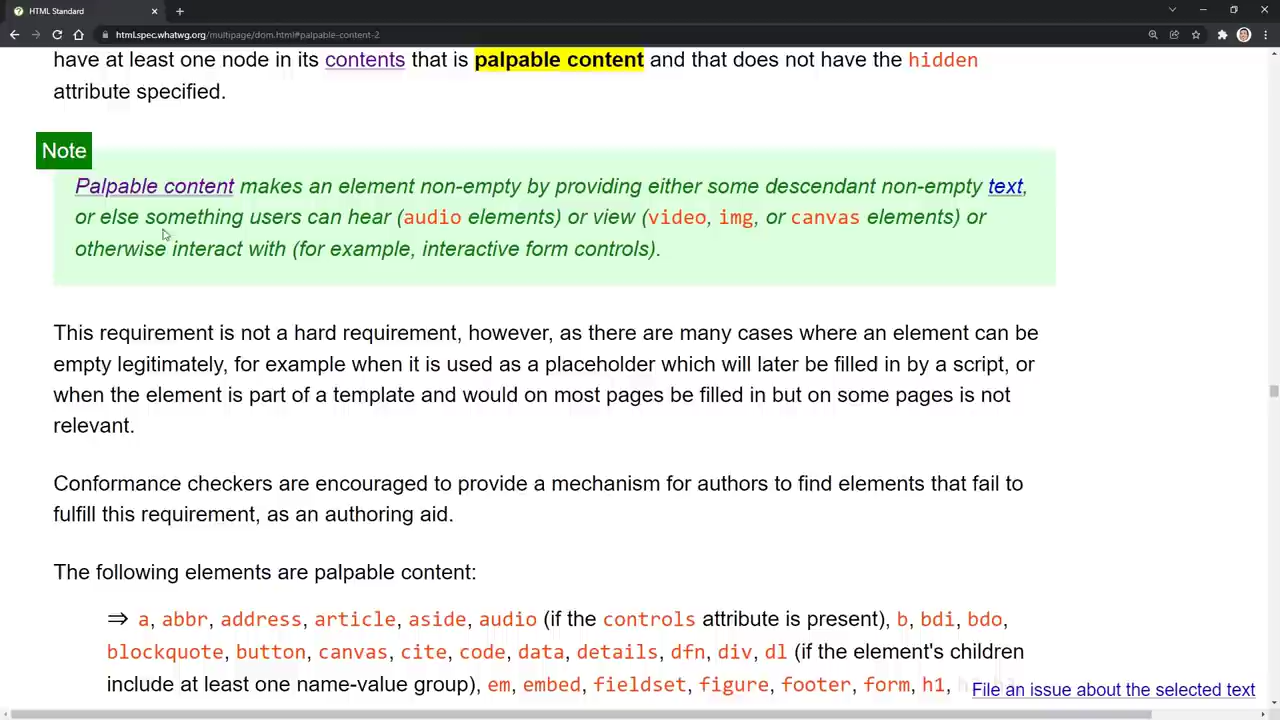 HTML Standard
html.spec.whatwg.org/multipage/dom.html#palpable-content-2
have at least one node in its contents that is palpable content and that does not have the hidden
attribute specified.
Note
Palpable content makes an element non-empty by providing either some descendant non-empty text,
or else something users can hear (audio elements) or view (video, img, or canvas elements) or
otherwise interact with (for example, interactive form controls).
This requirement is not a hard requirement, however, as there are many cases where an element can be
empty legitimately, for example when it is used as a placeholder which will later be filled in by a script, or
when the element is part of a template and would on most pages be filled in but on some pages is not
relevant.
Conformance checkers are encouraged to provide a mechanism for authors to find elements that fail to
fulfill this requirement, as an authoring aid.
The following elements are palpable content:
⇒ a, abbr, address, article, aside, audio (if the controls attribute is present), b, bdi, bdo,
blockquote, button, canvas, cite, code, data, details, dfn, div, dl (if the element's children
include at least one name-value group), em, embed, fieldset, figure, footer, form, h1,
File an issue about the selected text